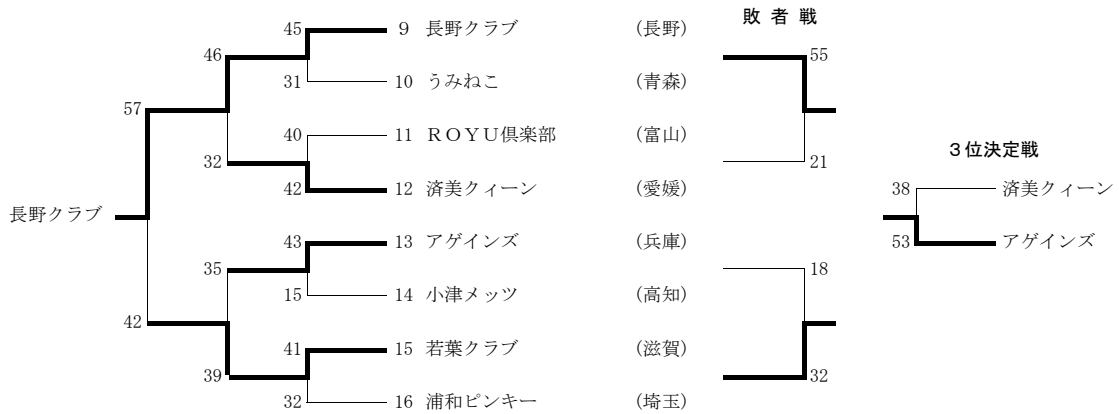 敗 者 戦
45 9 長野クラブ (長野)
46 55
31 10 うみねこ (青森)
57
40 11 ROYU倶楽部 (富山)
32 21 3位決定戦
42 12 済美クィーン (愛媛) 38 済美クィーン
長野クラブ
43 13 アゲインズ (兵庫) 53 アゲインズ
35 18
15 14 小津メッツ (高知)
42
41 15 若葉クラブ (滋賀)
39 32
32 16 浦和ピンキー (埼玉)